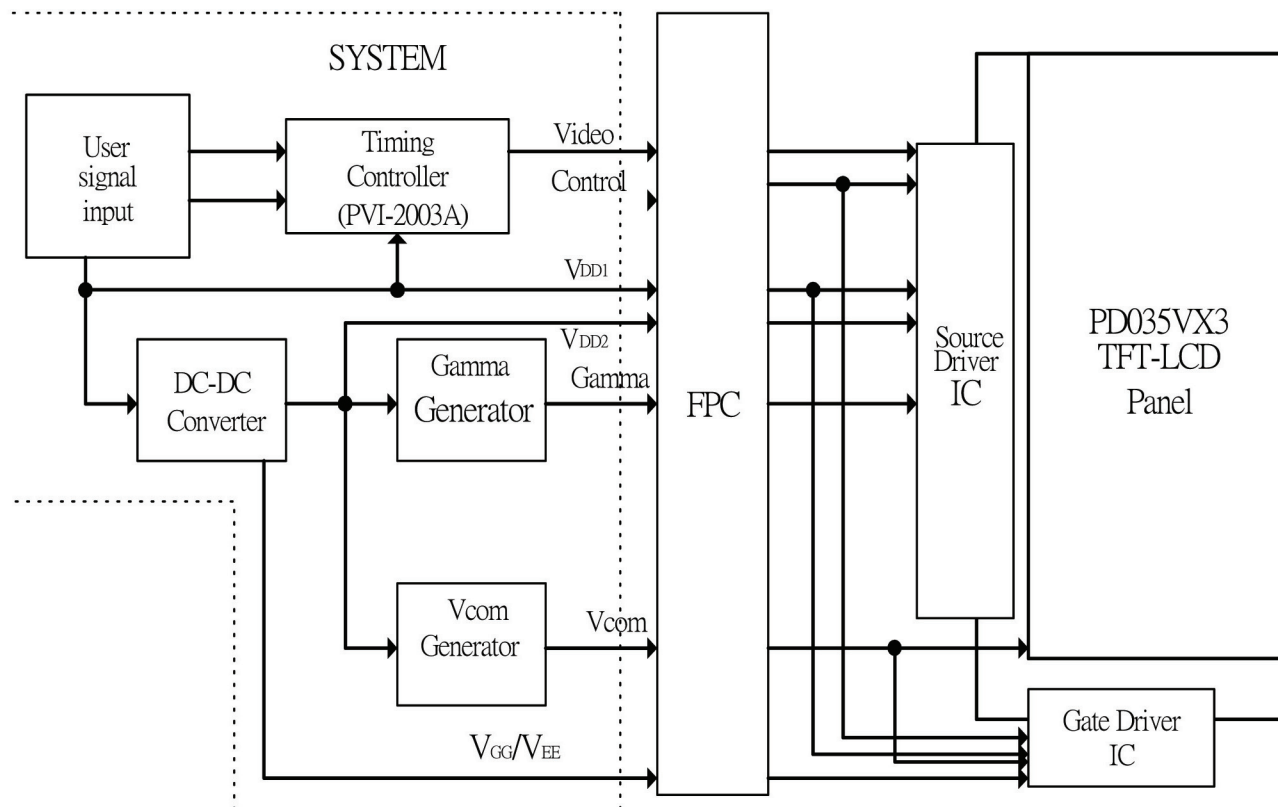 SYSTEM
User
signal
input
Timing
Controller
(PVI-2003A)
Video
Control
VDD1
VDD2
DC-DC
Converter
Gamma
Generator
Gamma
FPC
Source
Driver
IC
PD035VX3
TFT-LCD
Panel
Vcom
Generator
Vcom
VGG/VEE
Gate Driver
IC